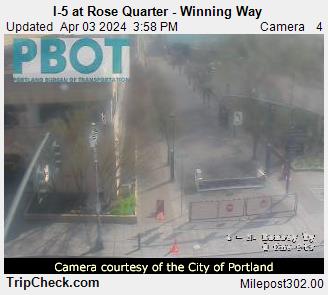 I-5 at Rose Quarter - Winning Way
Updated Apr 03 2024 3:58 PM Camera 4
PBOT
PORTLAND BUREAU OF TRANSPORTATION
Camera courtesy of the City of Portland
TripCheck.com Milepost302.00